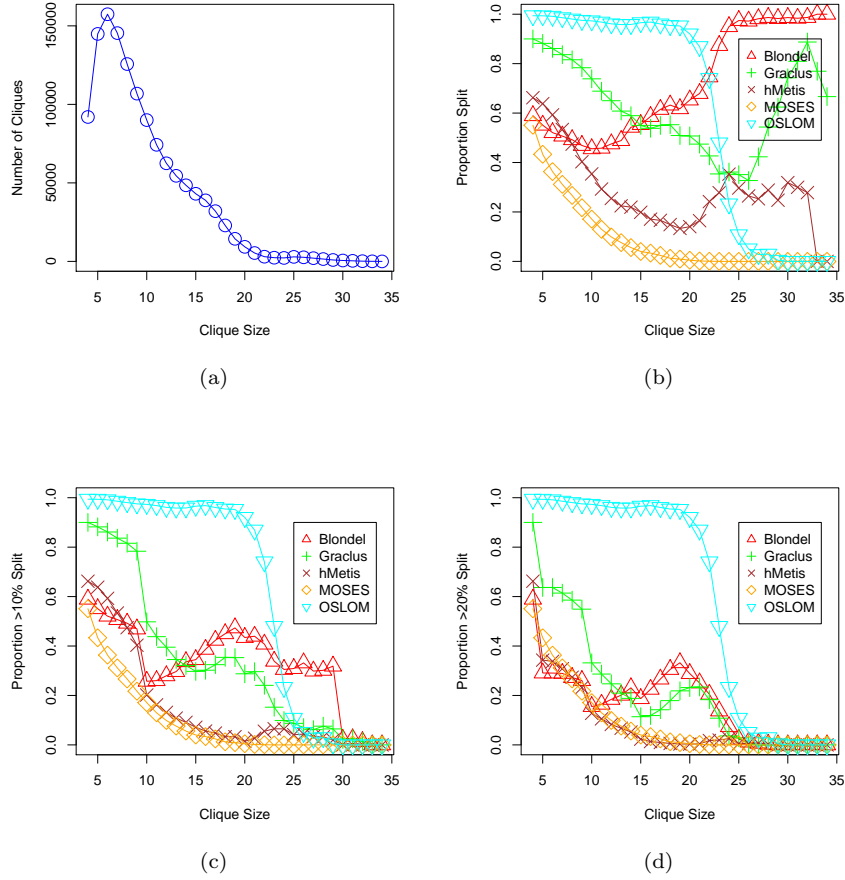 Number of Cliques
0
50000
100000
150000
5 10 15 20 25 30 35
Clique Size
(a)
Proportion Split
0.0
0.2
0.4
0.6
0.8
1.0
Blondel
Graclus
hMetis
MOSES
OSLOM
5 10 15 20 25 30 35
Clique Size
(b)
Proportion >10% Split
0.0
0.2
0.4
0.6
0.8
1.0
Blondel
Graclus
hMetis
MOSES
OSLOM
5 10 15 20 25 30 35
Clique Size
(c)
Proportion >20% Split
0.0
0.2
0.4
0.6
0.8
1.0
Blondel
Graclus
hMetis
MOSES
OSLOM
5 10 15 20 25 30 35
Clique Size
(d)